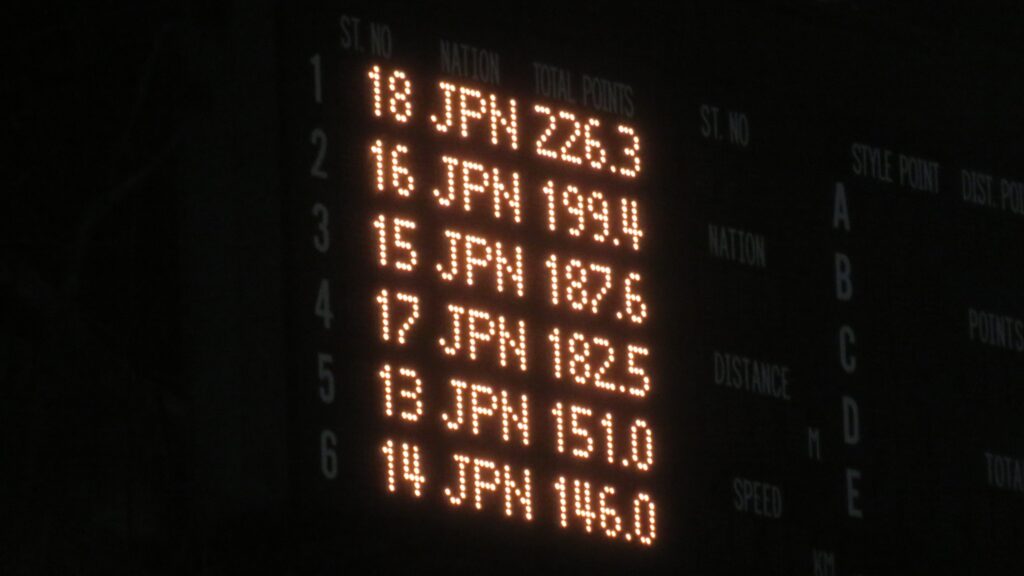 ST. NO NATION TOTAL POINTS
1 18 JPN 226.3
2 16 JPN 199.4
3 15 JPN 187.6
4 17 JPN 182.5
5 13 JPN 151.0
6 14 JPN 146.0
ST. NO
NATION
DISTANCE
M
SPEED
KM
STYLE POINT
A
B
C
D
E
DIST.
POINTS